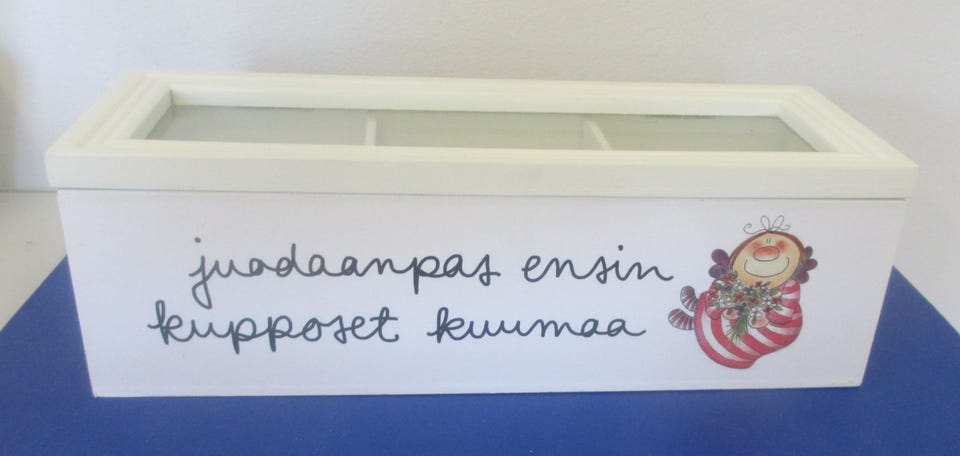 juodaanpas ensin
kupposet kuumaa